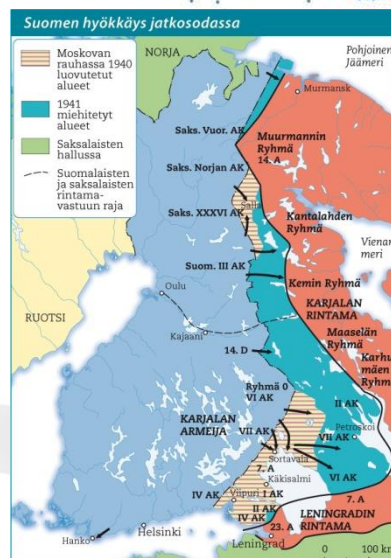 Suomen hyökkäys jatkosodassa
Moskovan
rauhassa 1940
luovutetut
alueet
1941
miehitetyt
alueet
Saksalaisten
hallussa
Suomalaisten
ja saksalaisten
rintama-
vastuun raja
NORJA
Pohjoinen
Jäämeri
Murmansk
Saks. Vuor. AK
Muurmannin
Ryhmä
14. A
Saks. Norjan AK
Salla
Saks. XXXVI AK
Kantalahden
Ryhmä
Vienan-
meri
Suom. III AK
Kemin Ryhmä
Oulu
KARJALAN
RINTAMA
RUOTSI
Kajaani
Maaselän
Ryhmä
Karhu-
mäen
Ryhm
14. D
Ryhmä O
VI AK
II AK
KARJALAN
ARMEIJA
VII AK
Petroskoi
VII AK
Sortavala
7. A
VI AK
Käkisalmi
IV AK
Viipuri
I AK
II AK
IV AK
7. A
23. A
LENINGRADIN
RINTAMA
Helsinki
Hanko
Leningrad
0
100 km